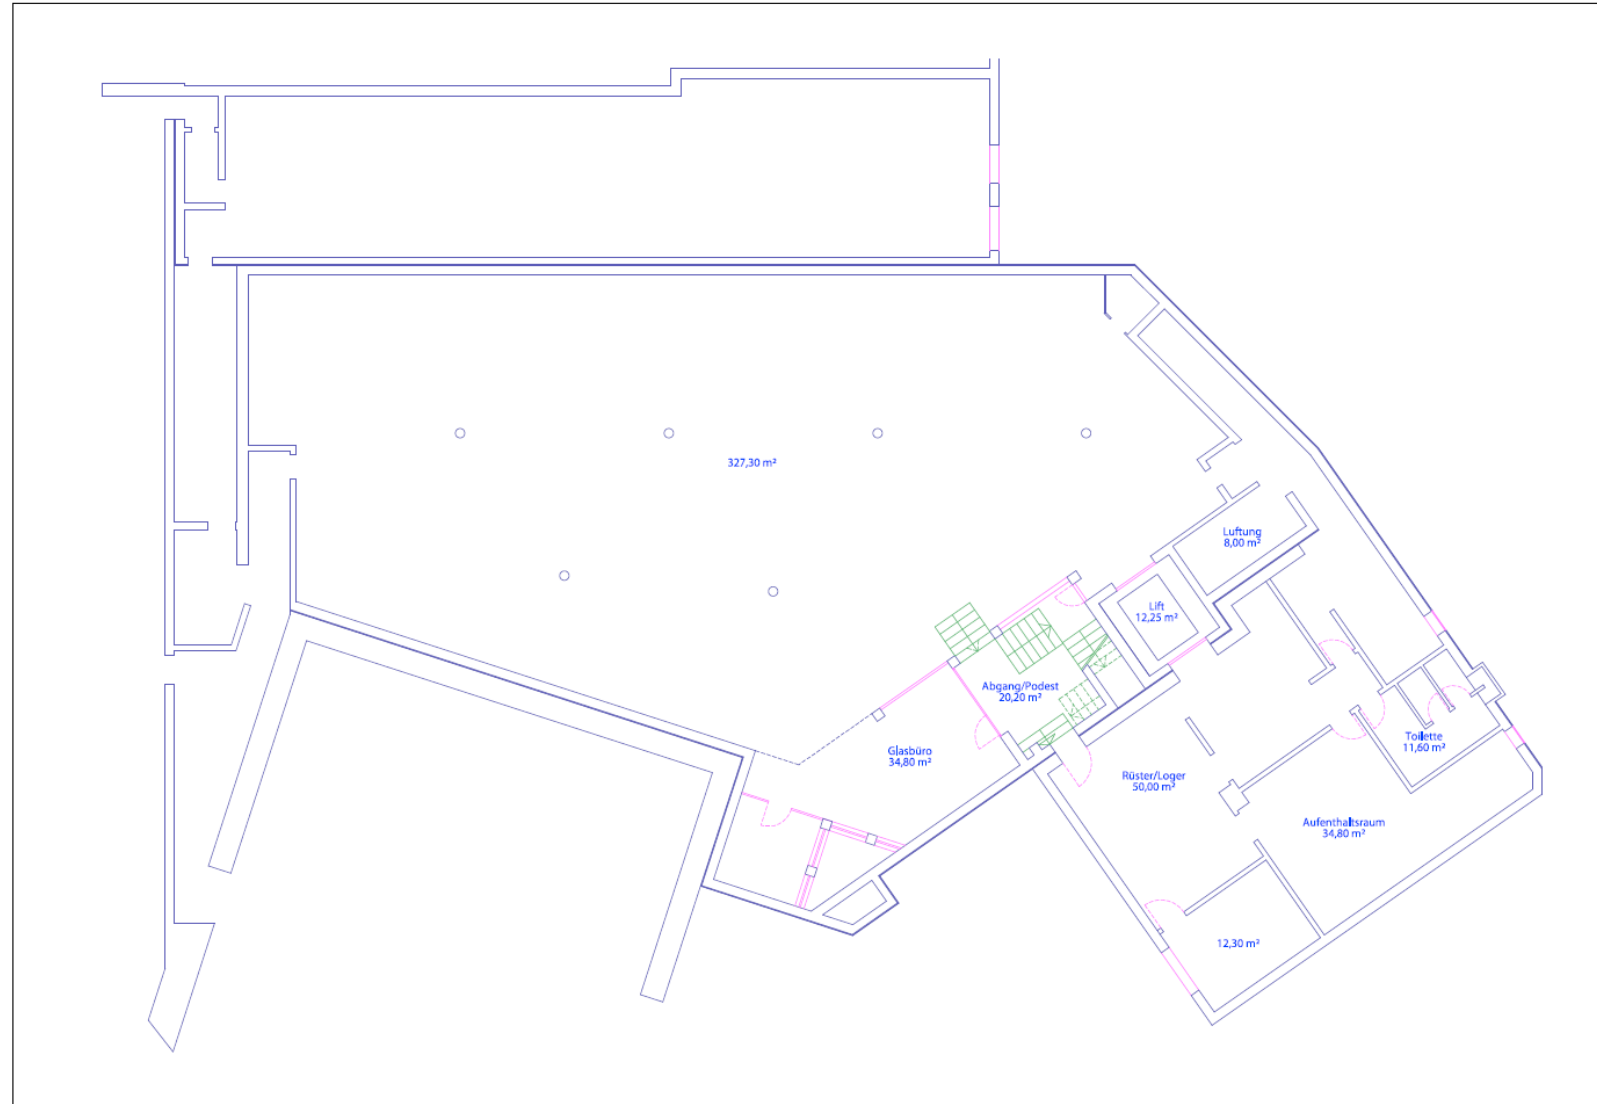 327,30 m²
Luftung
8,00 m²
Lift
12,25 m²
Abgang/Podest
20,20 m²
Glasbüro
34,80 m²
Toilette
11,60 m²
Rüster/Loger
50,00 m²
Aufenthaltsraum
34,80 m²
12,30 m²